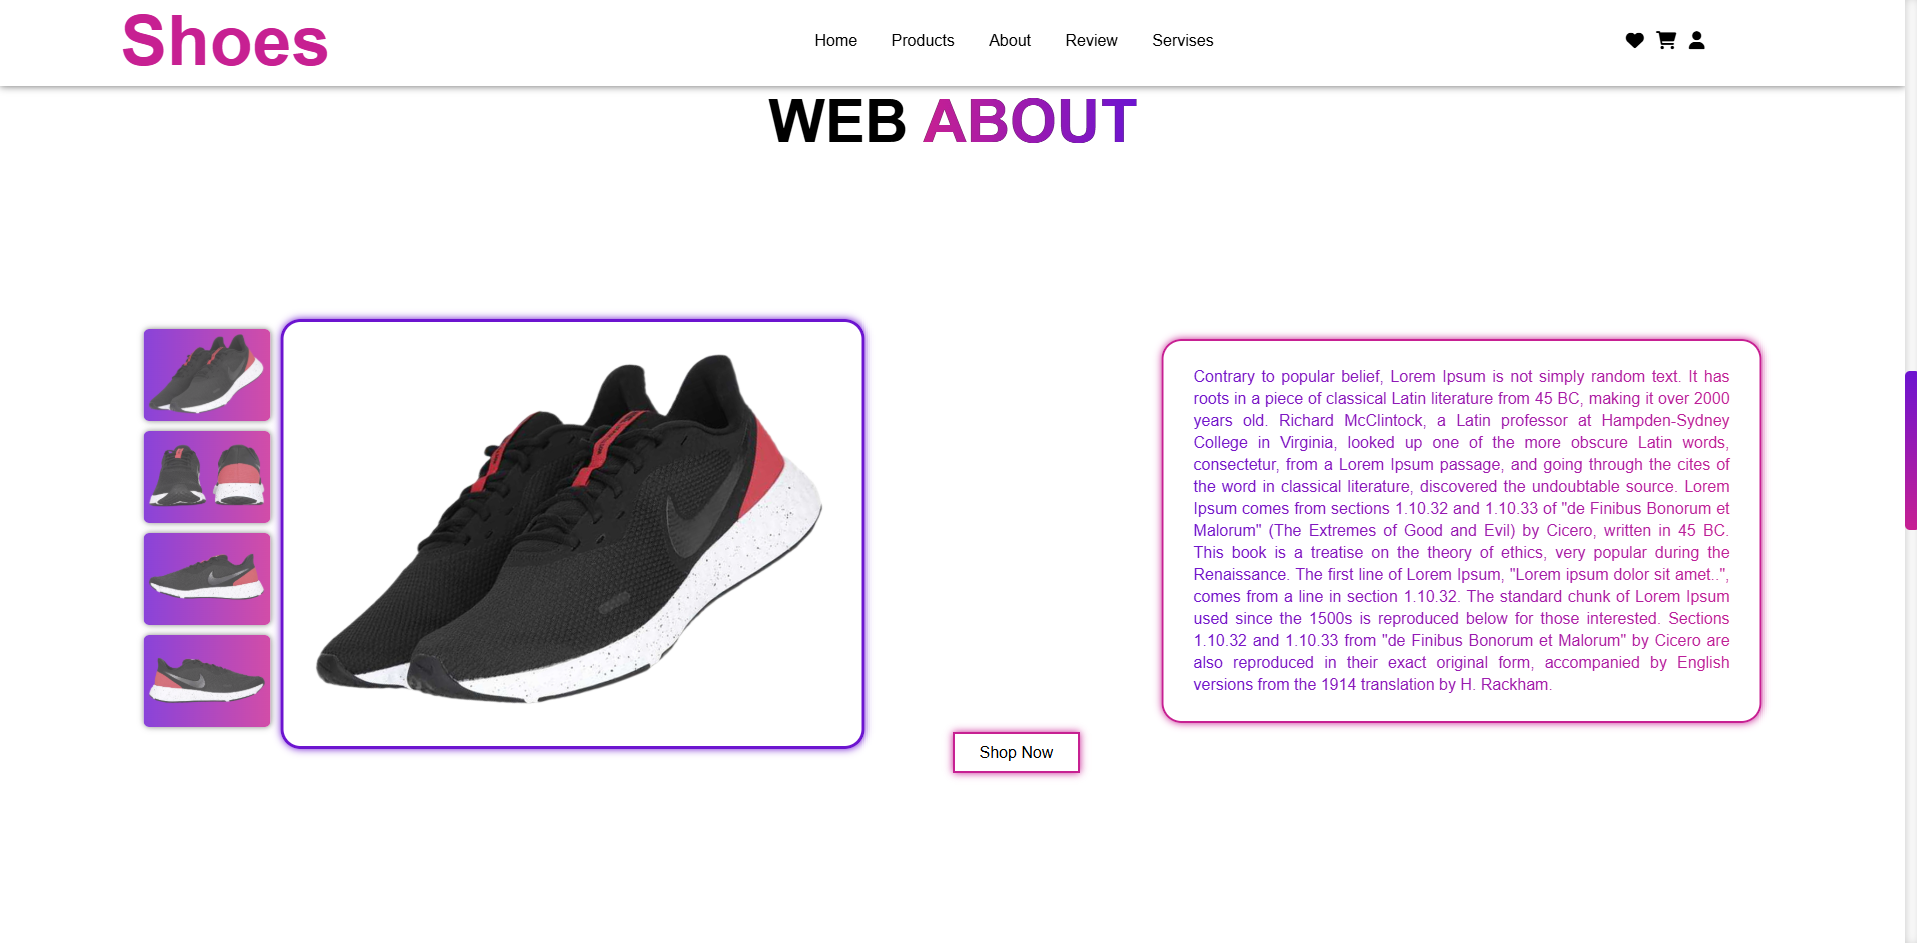 Shoes
Home Products About Review Servises
WEB ABOUT
Contrary to popular belief, Lorem Ipsum is not simply random text. It has
roots in a piece of classical Latin literature from 45 BC, making it over 2000
years old. Richard McClintock, a Latin professor at Hampden-Sydney
College in Virginia, looked up one of the more obscure Latin words,
consectetur, from a Lorem Ipsum passage, and going through the cites of
the word in classical literature, discovered the undoubtable source. Lorem
Ipsum comes from sections 1.10.32 and 1.10.33 of "de Finibus Bonorum et
Malorum" (The Extremes of Good and Evil) by Cicero, written in 45 BC.
This book is a treatise on the theory of ethics, very popular during the
Renaissance. The first line of Lorem Ipsum, "Lorem ipsum dolor sit amet..",
comes from a line in section 1.10.32. The standard chunk of Lorem Ipsum
used since the 1500s is reproduced below for those interested. Sections
1.10.32 and 1.10.33 from "de Finibus Bonorum et Malorum" by Cicero are
also reproduced in their exact original form, accompanied by English
versions from the 1914 translation by H. Rackham.
Shop Now